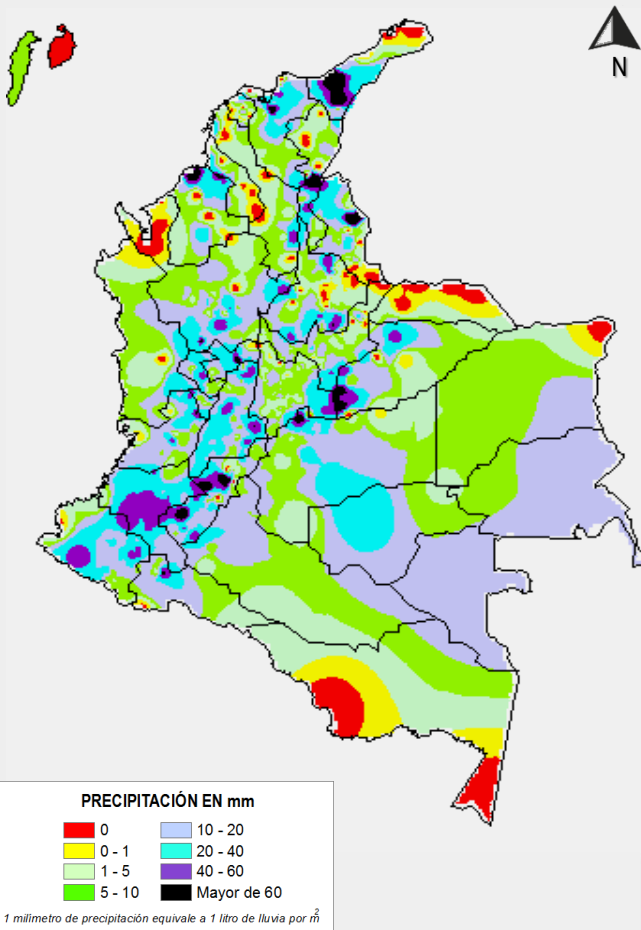 N
PRECIPITACIÓN EN mm
0
10 - 20
0 - 1
20 - 40
1 - 5
40 - 60
5 - 10
Mayor de 60
1 milimetro de precipitación equivale a 1 litro de lluvia por m²